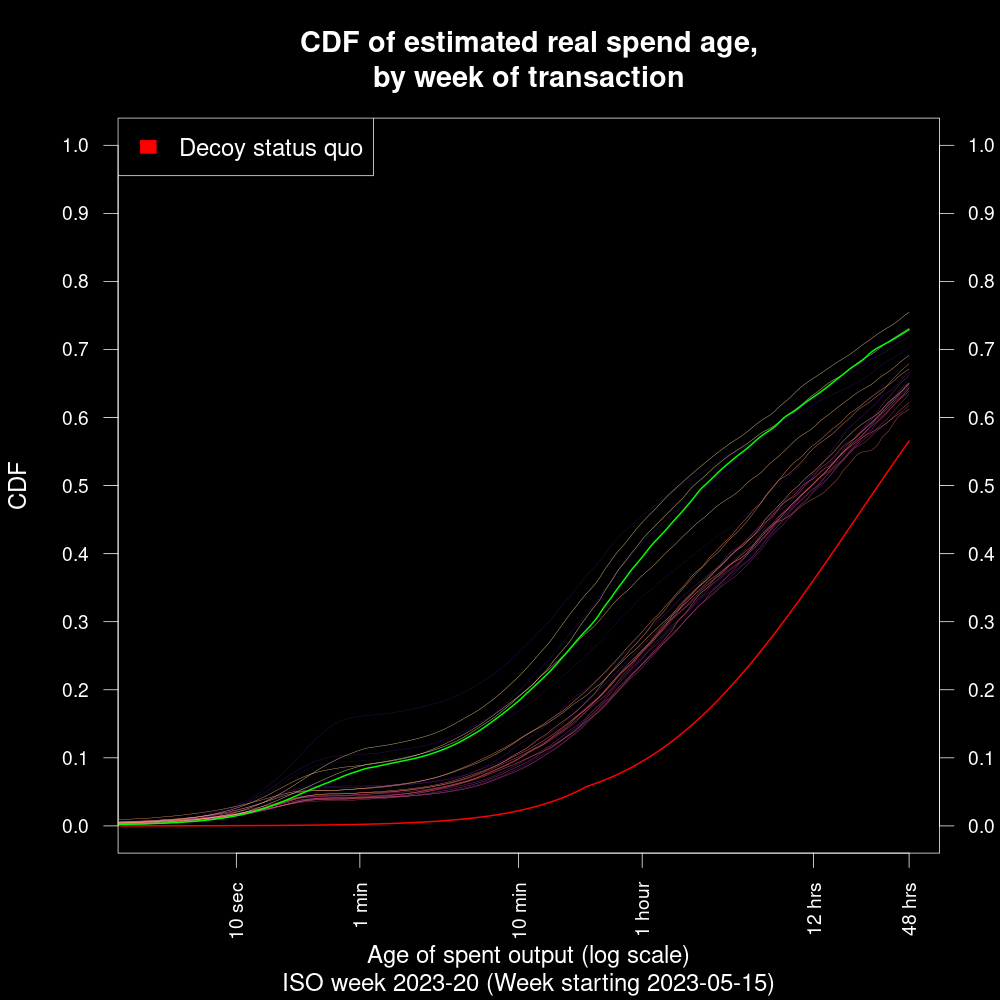 CDF of estimated real spend age,
by week of transaction
Decoy status quo
1.0
0.9
0.8
0.7
0.6
0.5
0.4
0.3
0.2
0.1
0.0
1.0
0.9
0.8
0.7
0.6
0.5
0.4
0.3
0.2
0.1
0.0
CDF
10 sec
1 min
10 min
1 hour
12 hrs
48 hrs
Age of spent output (log scale)
ISO week 2023-20 (Week starting 2023-05-15)